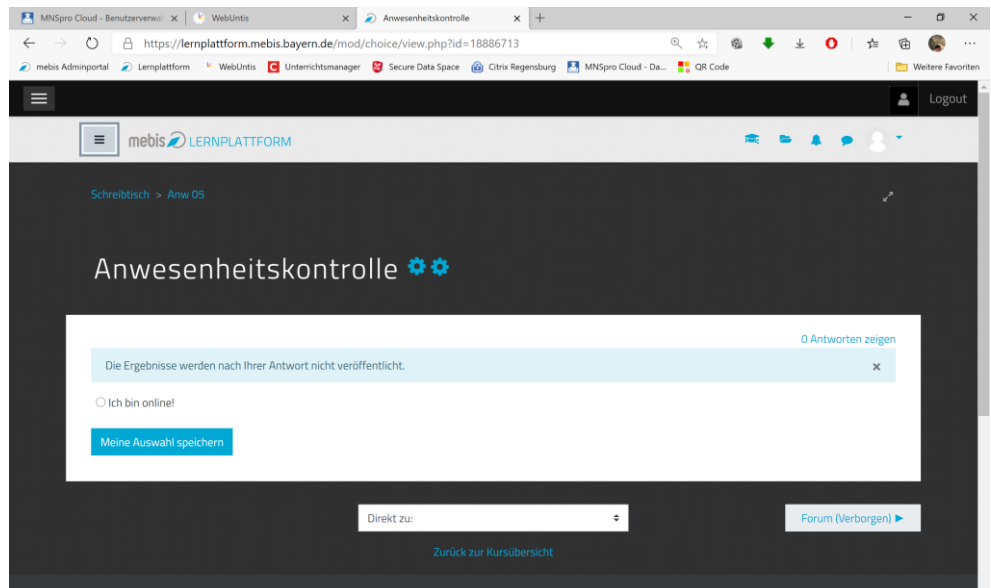 MNSpro Cloud - Benutzerverwal
WebUntis
Anwesenheitskontrolle
https://lernplattform.mebis.bayern.de/mod/choice/view.php?id=18886713
mebis Adminportal
Lernplattform
WebUntis
Unterrichtsmanager
Secure Data Space
Citrix Regensburg
MNSpro Cloud - Da...
QR Code
Weitere Favoriten
Logout
mebis LERNPLATTFORM
Schreibtisch > Anw 05
Anwesenheitskontrolle
0 Antworten zeigen
Die Ergebnisse werden nach Ihrer Antwort nicht veröffentlicht.
Ich bin online!
Meine Auswahl speichern
Direkt zu:
Forum (Verborgen) ►
Zurück zur Kursübersicht